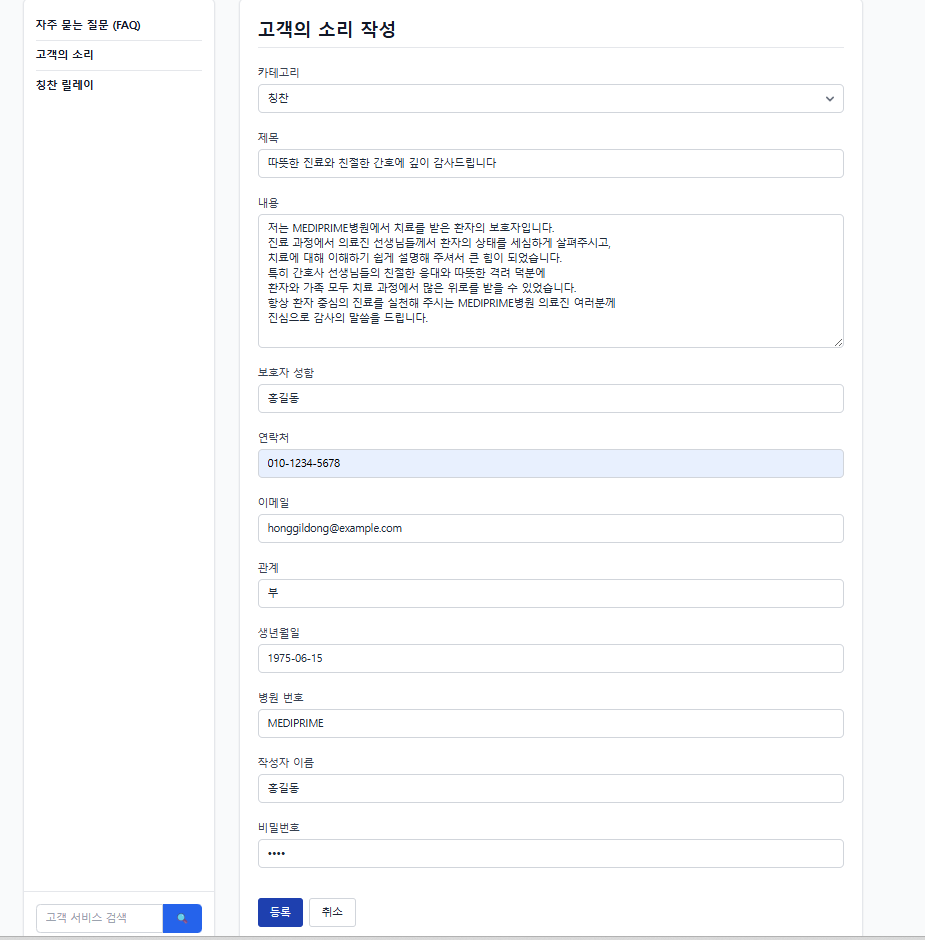 자주 묻는 질문 (FAQ)
고객의 소리
칭찬 릴레이
고객 서비스 검색
고객의 소리 작성
카테고리
칭찬
제목
따뜻한 진료와 친절한 간호에 깊이 감사드립니다
내용
저는 MEDIPRIME병원에서 치료를 받은 환자의 보호자입니다.
진료 과정에서 의료진 선생님들께서 환자의 상태를 세심하게 살펴주시고,
치료에 대해 이해하기 쉽게 설명해 주셔서 큰 힘이 되었습니다.
특히 간호사 선생님들의 친절한 응대와 따뜻한 격려 덕분에
환자와 가족 모두 치료 과정에서 많은 위로를 받을 수 있었습니다.
항상 환자 중심의 진료를 실천해 주시는 MEDIPRIME병원 의료진 여러분께
진심으로 감사의 말씀을 드립니다.
보호자 성함
홍길동
연락처
010-1234-5678
이메일
honggildong@example.com
관계
부
생년월일
1975-06-15
병원 번호
MEDIPRIME
작성자 이름
홍길동
비밀번호
••••
등록 취소